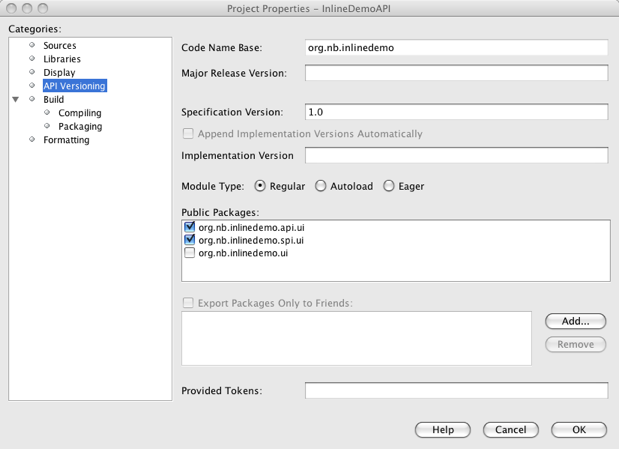 Project Properties – InlineDemoAPI
Categories:
Sources
Libraries
Display
API Versioning
Build
Compiling
Packaging
Formatting
Code Name Base: org.nb.inlinedemo
Major Release Version:
Specification Version: 1.0
Append Implementation Versions Automatically
Implementation Version
Module Type: Regular Autoload Eager
Public Packages:
org.nb.inlinedemo.api.ui
org.nb.inlinedemo.spi.ui
org.nb.inlinedemo.ui
Export Packages Only to Friends:
Add...
Remove
Provided Tokens:
Help Cancel OK